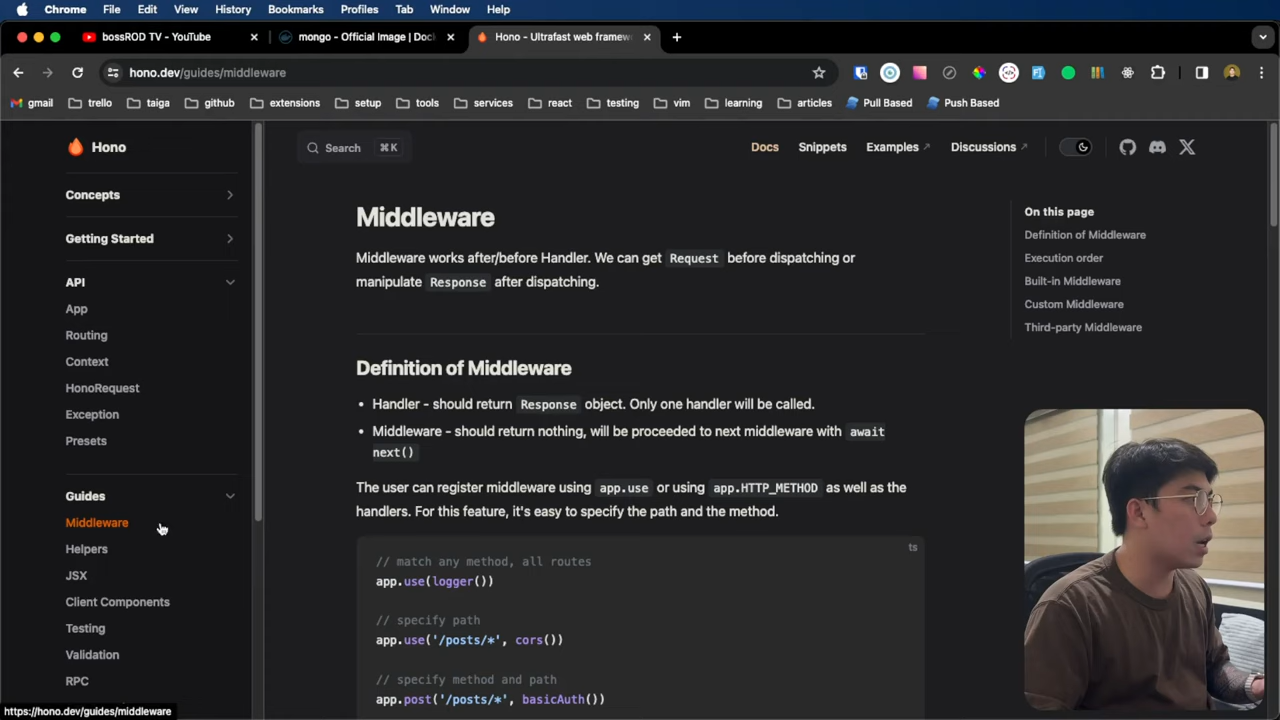 Chrome File Edit View History Bookmarks Profiles Tab Window Help
bossROD TV - YouTube mongo - Official Image | Doc Hono - Ultrafast web framew
hono.dev/guides/middleware
gmail trello taiga github extensions setup tools services react testing vim learning articles Pull Based Push Based
Hono
Search ⌘K
Docs Snippets Examples Discussions
Concepts
Getting Started
API
App
Routing
Context
HonoRequest
Exception
Presets
Guides
Middleware
Helpers
JSX
Client Components
Testing
Validation
RPC
https://hono.dev/guides/middleware
Middleware
Middleware works after/before Handler. We can get Request before dispatching or
manipulate Response after dispatching.
Definition of Middleware
• Handler - should return Response object. Only one handler will be called.
• Middleware - should return nothing, will be proceeded to next middleware with await
next()
The user can register middleware using app.use or using app.HTTP_METHOD as well as the
handlers. For this feature, it's easy to specify the path and the method.
ts
// match any method, all routes
app.use(logger())
// specify path
app.use('/posts/*', cors())
// specify method and path
app.post('/posts/*', basicAuth())
On this page
Definition of Middleware
Execution order
Built-in Middleware
Custom Middleware
Third-party Middleware